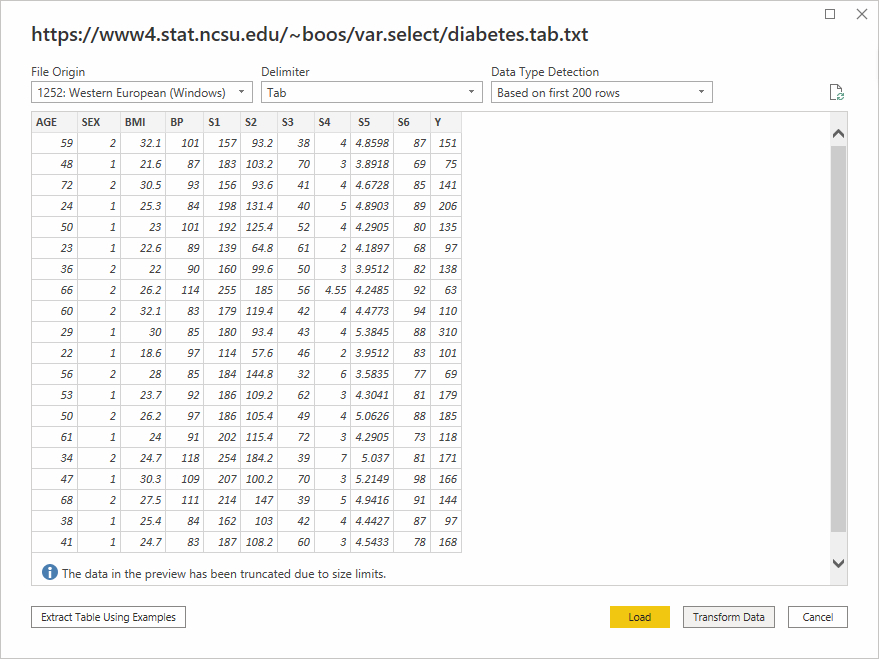 https://www4.stat.ncsu.edu/~boos/var.select/diabetes.tab.txt
File Origin Delimiter Data Type Detection
1252: Western European (Windows) Tab Based on first 200 rows
AGE SEX BMI BP S1 S2 S3 S4 S5 S6 Y
59 2 32.1 101 157 93.2 38 4 4.8598 87 151
48 1 21.6 87 183 103.2 70 3 3.8918 69 75
72 2 30.5 93 156 93.6 41 4 4.6728 85 141
24 1 25.3 84 198 131.4 40 5 4.8903 89 206
50 1 23 101 192 125.4 52 4 4.2905 80 135
23 1 22.6 89 139 64.8 61 2 4.1897 68 97
36 2 22 90 160 99.6 50 3 3.9512 82 138
66 2 26.2 114 255 185 56 4.55 4.2485 92 63
60 2 32.1 83 179 119.4 42 4 4.4773 94 110
29 1 30 85 180 93.4 43 4 5.3845 88 310
22 1 18.6 97 114 57.6 46 2 3.9512 83 101
56 2 28 85 184 144.8 32 6 3.5835 77 69
53 1 23.7 92 186 109.2 62 3 4.3041 81 179
50 2 26.2 97 186 105.4 49 4 5.0626 88 185
61 1 24 91 202 115.4 72 3 4.2905 73 118
34 2 24.7 118 254 184.2 39 7 5.037 81 171
47 1 30.3 109 207 100.2 70 3 5.2149 98 166
68 2 27.5 111 214 147 39 5 4.9416 91 144
38 1 25.4 84 162 103 42 4 4.4427 87 97
41 1 24.7 83 187 108.2 60 3 4.5433 78 168
The data in the preview has been truncated due to size limits.
Extract Table Using Examples Load Transform Data Cancel